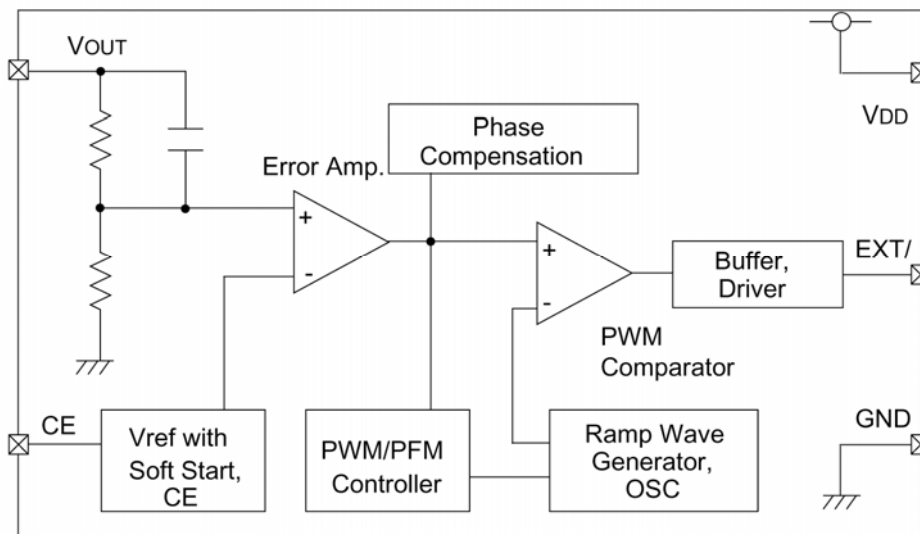 VOUT
VDD
Phase
Compensation
Error Amp.
+
-
+
-
Buffer,
Driver
EXT/
PWM
Comparator
CE
Vref with
Soft Start,
CE
PWM/PFM
Controller
Ramp Wave
Generator,
OSC
GND